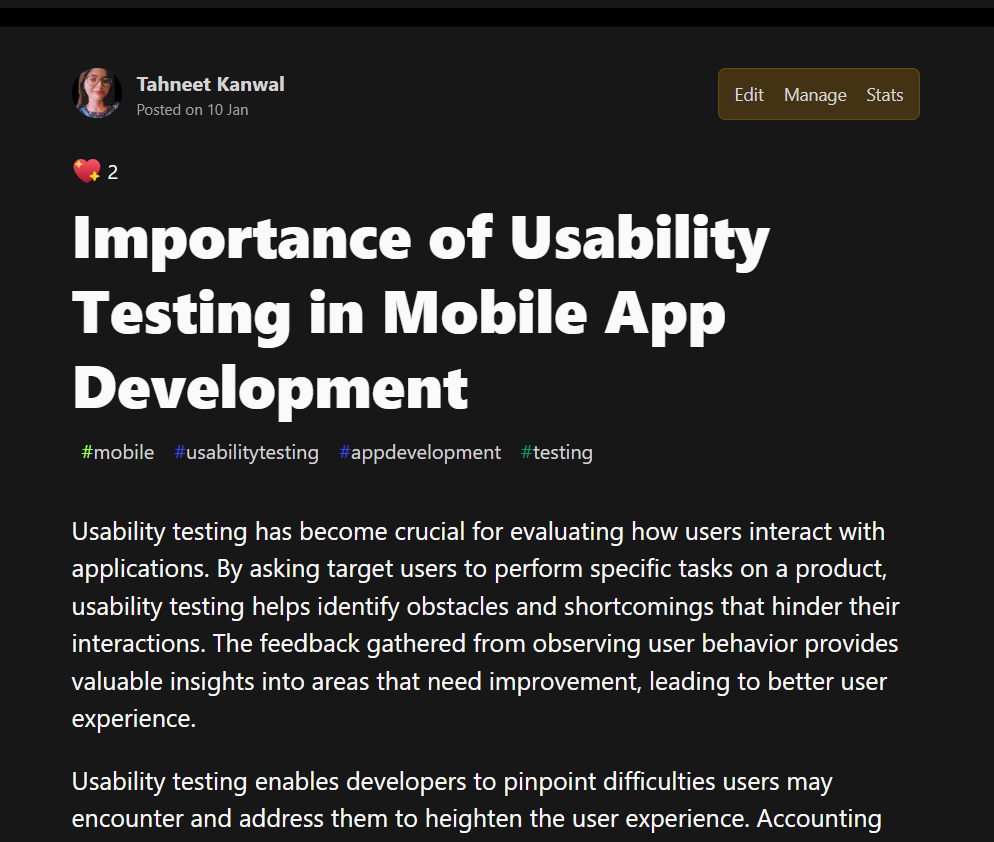 Tahneet Kanwal
Posted on 10 Jan
Edit Manage Stats
2
Importance of Usability
Testing in Mobile App
Development
#mobile #usabilitytesting #appdevelopment #testing
Usability testing has become crucial for evaluating how users interact with
applications. By asking target users to perform specific tasks on a product,
usability testing helps identify obstacles and shortcomings that hinder their
interactions. The feedback gathered from observing user behavior provides
valuable insights into areas that need improvement, leading to better user
experience.
Usability testing enables developers to pinpoint difficulties users may
encounter and address them to heighten the user experience. Accounting